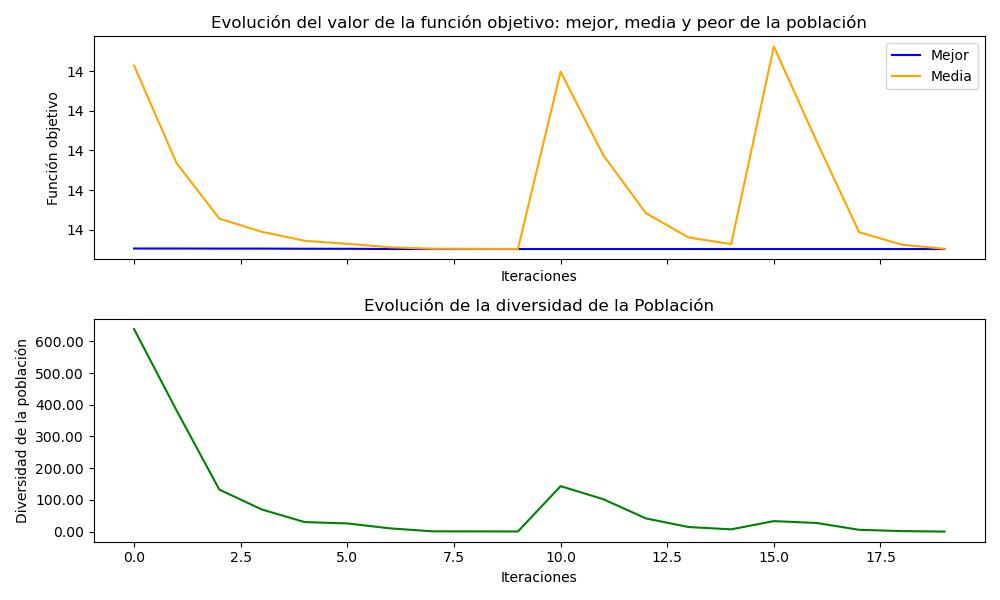 Evolución del valor de la función objetivo: mejor, media y peor de la población
Función objetivo
14
14
14
14
14
Mejor
Media
Iteraciones
Evolución de la diversidad de la Población
Diversidad de la población
600.00
500.00
400.00
300.00
200.00
100.00
0.00
0.0 2.5 5.0 7.5 10.0 12.5 15.0 17.5
Iteraciones